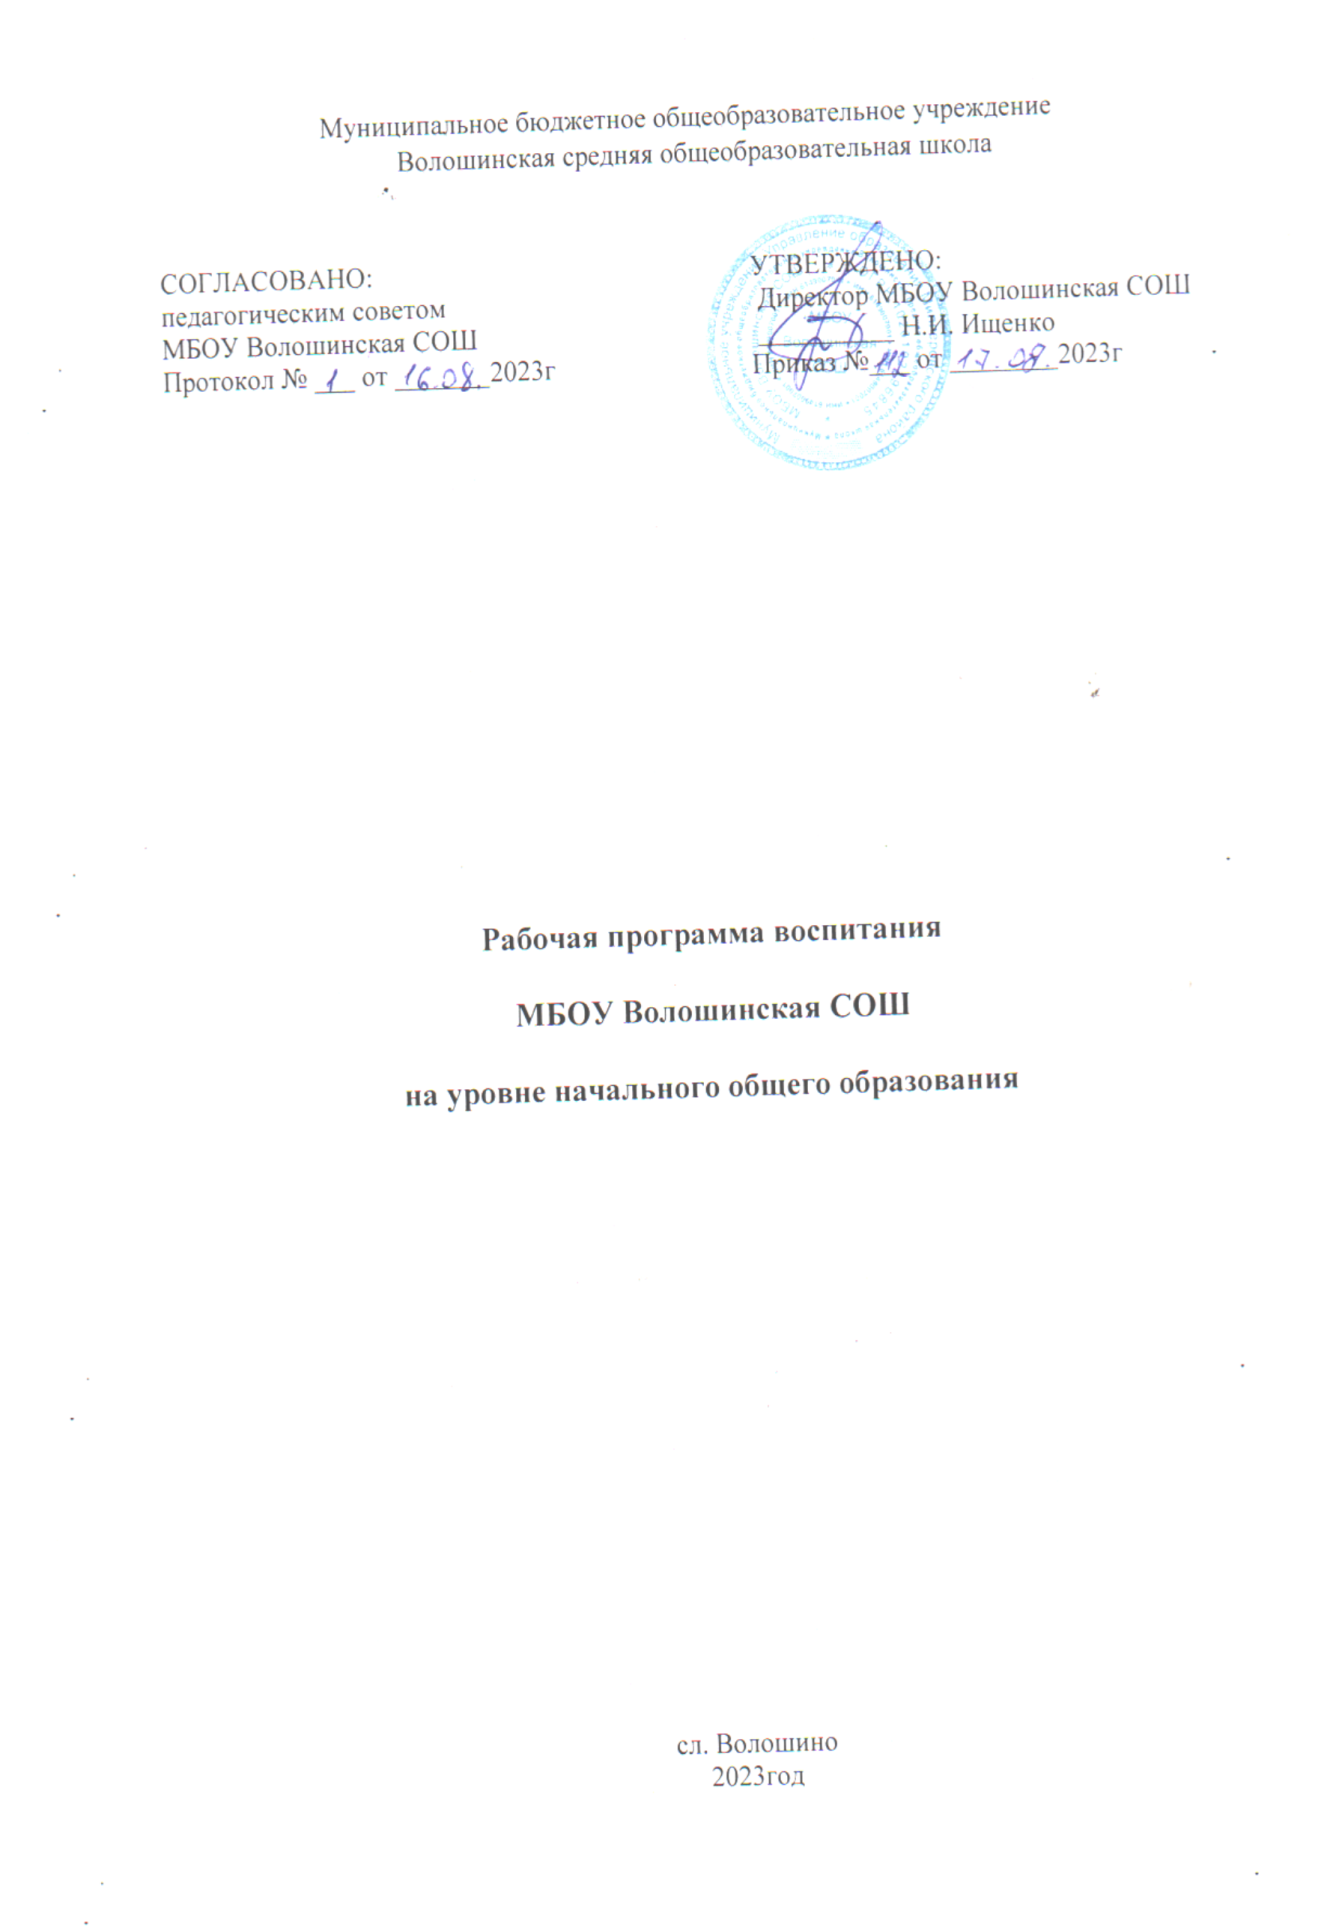 Муниципальное бюджетное общеобразовательное учреждение
Волошинская средняя общеобразовательная школа
СОГЛАСОВАНО:
педагогическим советом
МБОУ Волошинская СОШ
Протокол № 1 от 16.08.2023г
УТВЕРЖДЕНО:
Директор МБОУ Волошинская СОШ
Н.И. Ищенко
Приказ № 112 от 17.08.2023г
Рабочая программа воспитания
МБОУ Волошинская СОШ
на уровне начального общего образования
сл. Волошино
2023год